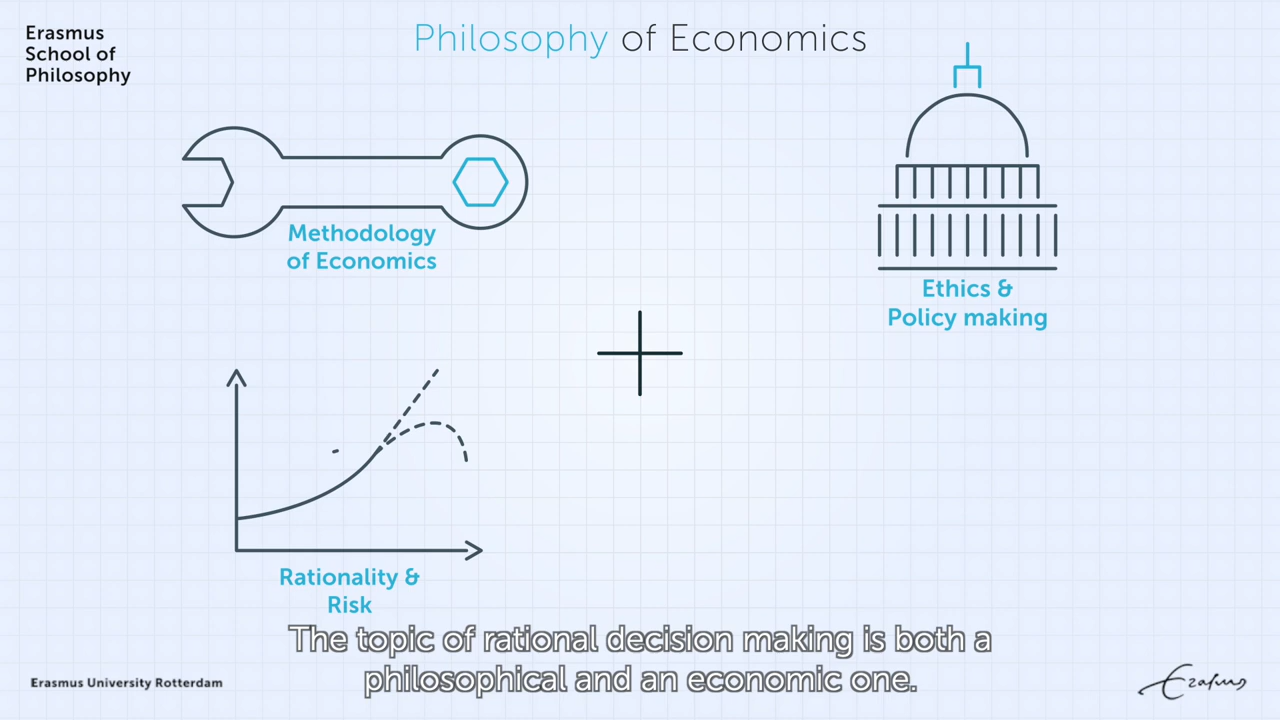 Erasmus
School of
Philosophy
Philosophy of Economics
Methodology
of Economics
Ethics &
Policy making
Rationality &
Risk
The topic of rational decision making is both a
philosophical and an economic one.
Erasmus University Rotterdam
Erasmus